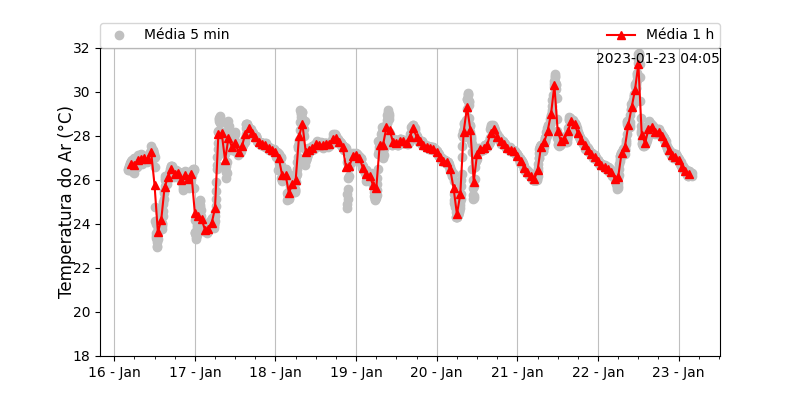 Média 5 min
Média 1 h
2023-01-23 04:05
Temperatura do Ar (°C)
32
30
28
26
24
22
20
18
16 - Jan
17 - Jan
18 - Jan
19 - Jan
20 - Jan
21 - Jan
22 - Jan
23 - Jan